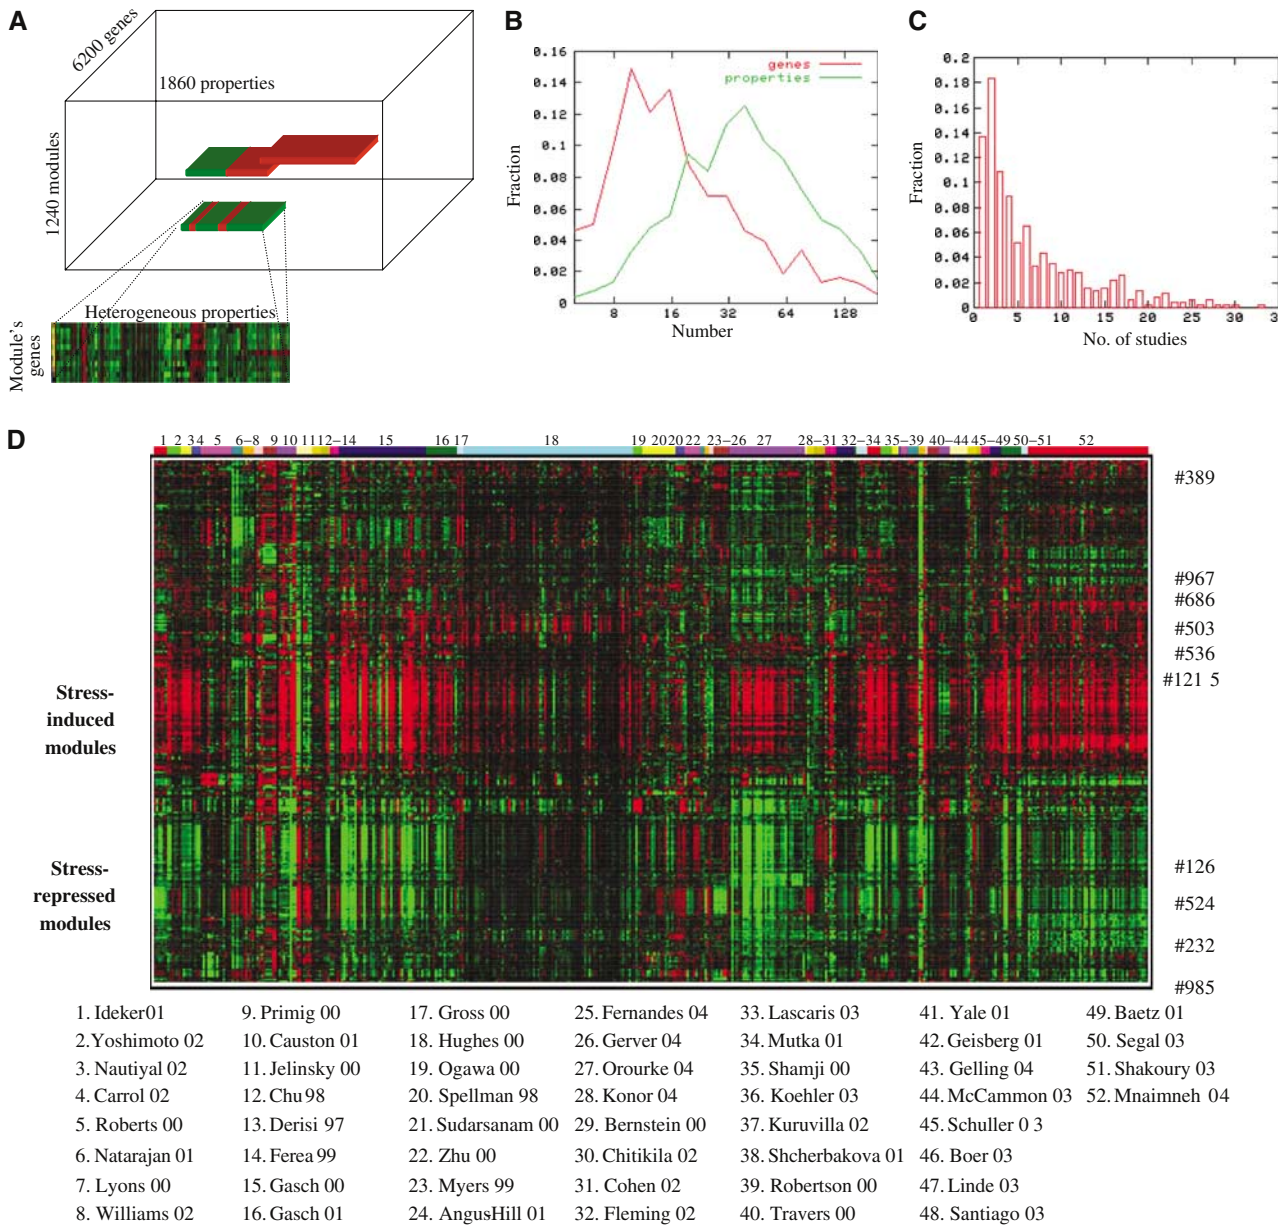 A
6200 genes
1860 properties
1240 modules
Heterogeneous properties
Module's
genes
B
0.16
0.14
0.12
0.1
0.08
0.06
0.04
0.02
0
genes
properties
Fraction
8 16 32 64 128
Number
C
0.2
0.18
0.16
0.14
0.12
0.1
0.08
0.06
0.04
0.02
0
Fraction
0 5 10 15 20 25 30 3
No. of studies
D
1 2 3 4 5 6-8 9 10 11 12-14 15 16 17 18 19 20 20 22 23-26 27 28-31 32-34 35-39 40-44 45-49 50-51 52
#389
#967
#686
#503
#536
#121 5
Stress-
induced
modules
Stress-
repressed
modules
#126
#524
#232
#985
1. Ideker01
2.Yoshimoto 02
3. Nautiyal 02
4. Carrol 02
5. Roberts 00
6. Natarajan 01
7. Lyons 00
8. Williams 02
9. Primig 00
10. Causton 01
11. Jelinsky 00
12. Chu 98
13. Derisi 97
14. Ferea 99
15. Gasch 00
16. Gasch 01
17. Gross 00
18. Hughes 00
19. Ogawa 00
20. Spellman 98
21. Sudarsanam 00
22. Zhu 00
23. Myers 99
24. AngusHill 01
25. Fernandes 04
26. Gerver 04
27. Orourke 04
28. Konor 04
29. Bernstein 00
30. Chitikila 02
31. Cohen 02
32. Fleming 02
33. Lascaris 03
34. Mutka 01
35. Shamji 00
36. Koehler 03
37. Kuruvilla 02
38. Shcherbakova 01
39. Robertson 00
40. Travers 00
41. Yale 01
42. Geisberg 01
43. Gelling 04
44. McCammon 03
45. Schuller 0 3
46. Boer 03
47. Linde 03
48. Santiago 03
49. Baetz 01
50. Segal 03
51. Shakoury 03
52. Mnaimneh 04